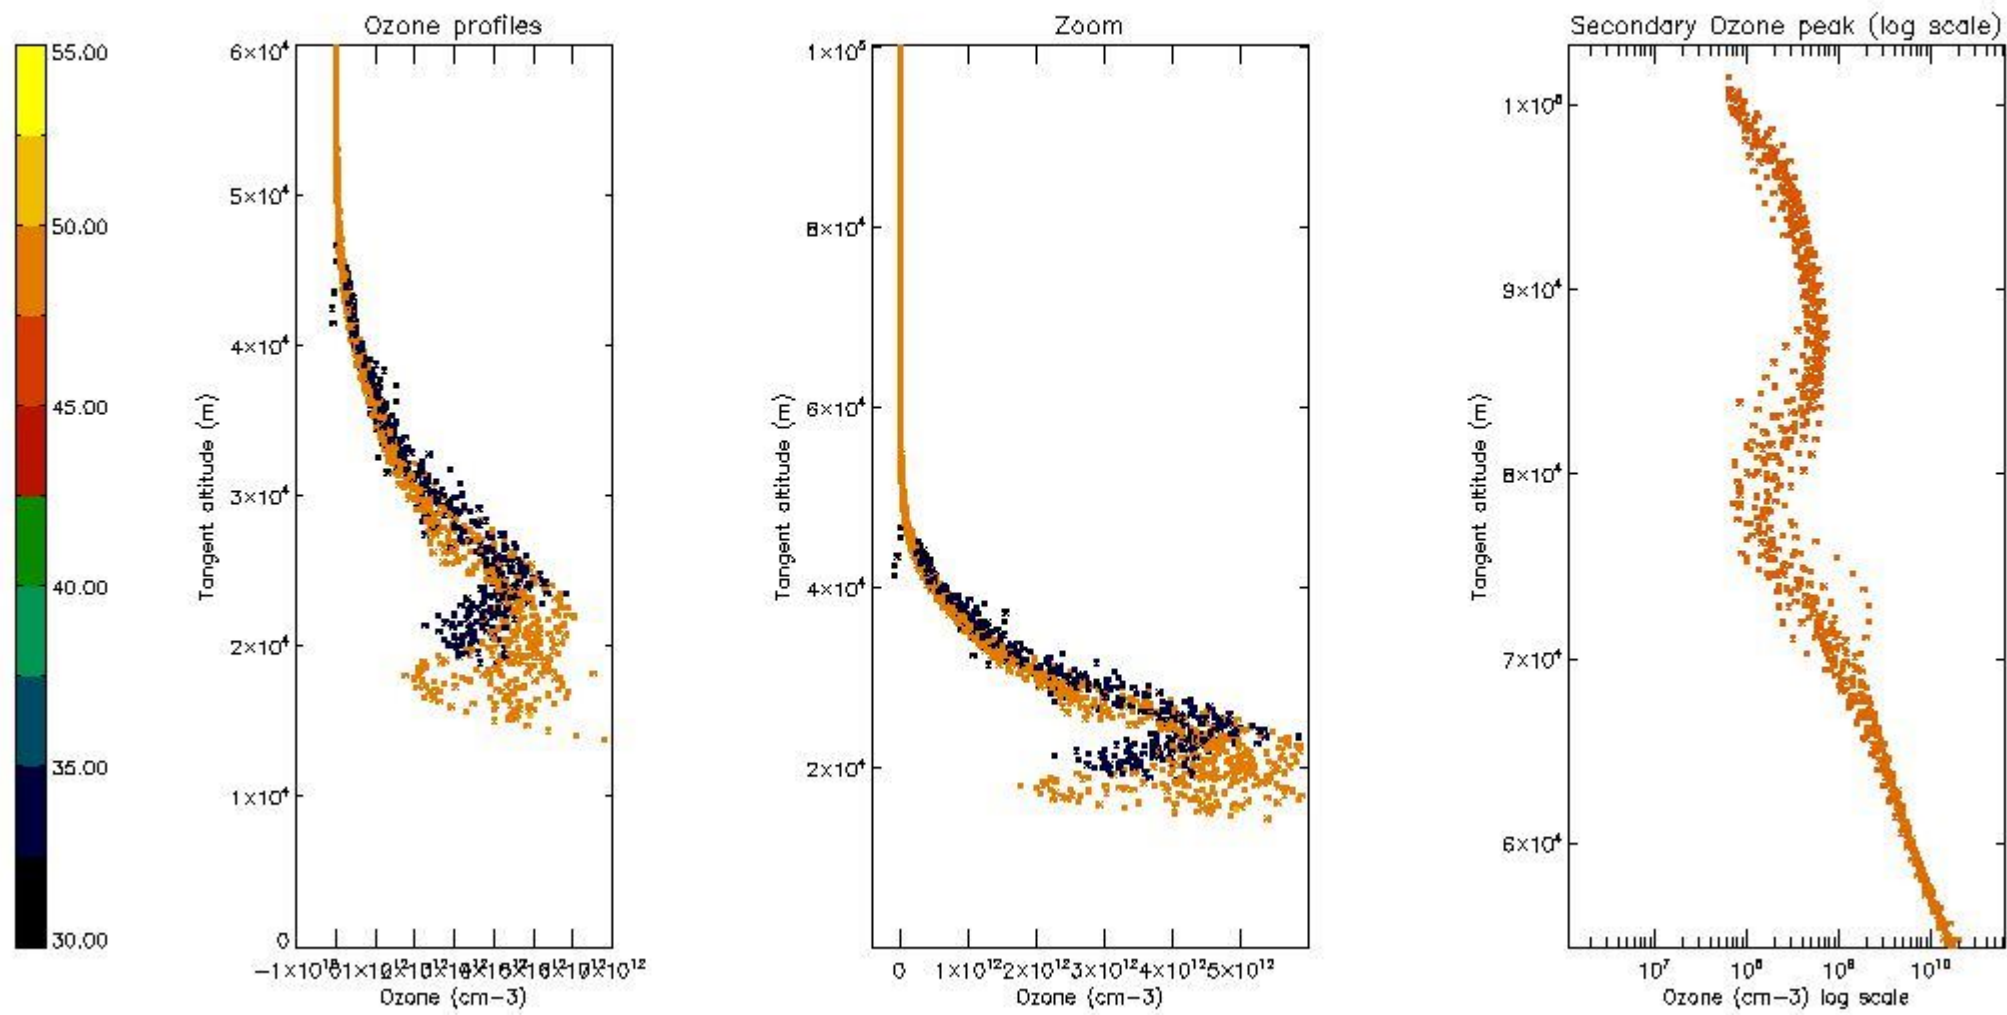 Ozone profiles
Zoom
Secondary Ozone peak (log scale)
55.00
50.00
45.00
40.00
35.00
30.00
6×10⁴
5×10⁴
4×10⁴
3×10⁴
2×10⁴
1×10⁴
0
Tangent altitude (m)
Ozone (cm−3)
1×10⁵
8×10⁴
6×10⁴
4×10⁴
2×10⁴
Tangent altitude (m)
0 1×10¹² 2×10¹² 3×10¹² 4×10¹² 5×10¹²
Ozone (cm−3)
9×10⁴
8×10⁴
7×10⁴
6×10⁴
Tangent altitude (m)
10⁷ 10⁸ 10⁹ 10¹⁰
Ozone (cm−3) log scale